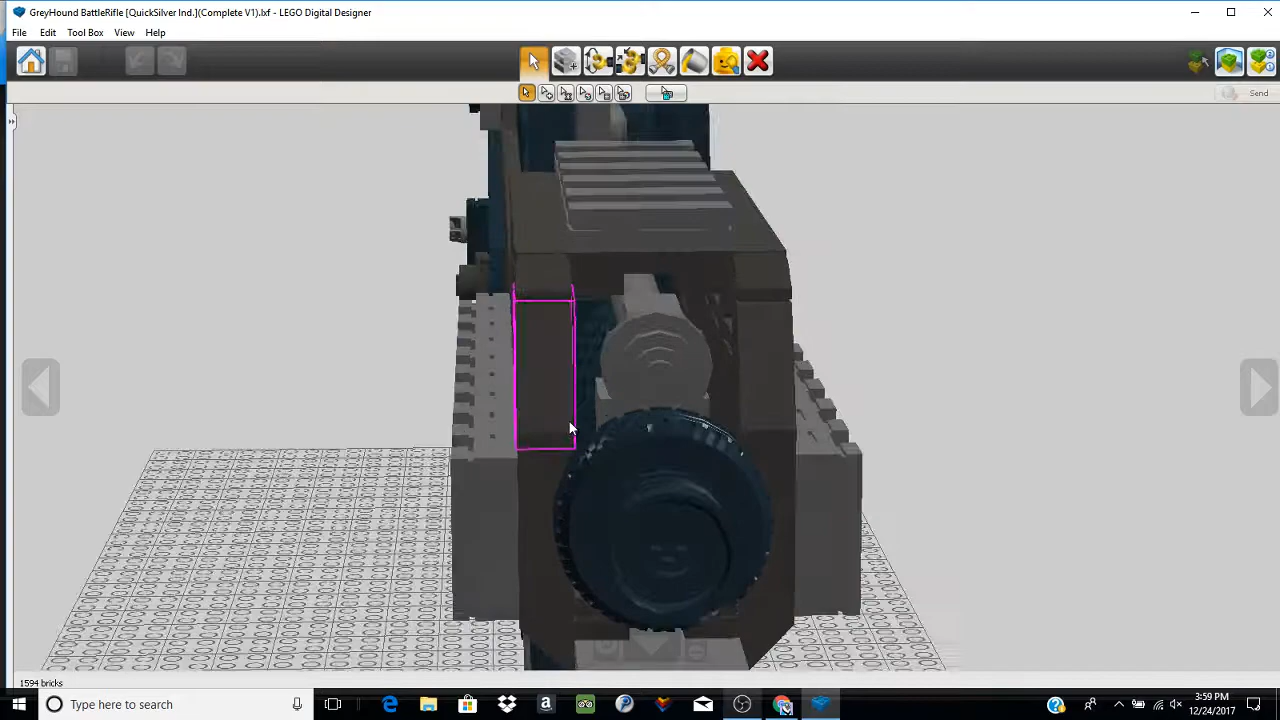 GreyHound BattleRifle [QuickSilver Ind.](Complete V1).lxf - LEGO Digital Designer
File Edit Tool Box View Help
Send
1594 bricks
Type here to search
3:59 PM
12/24/2017